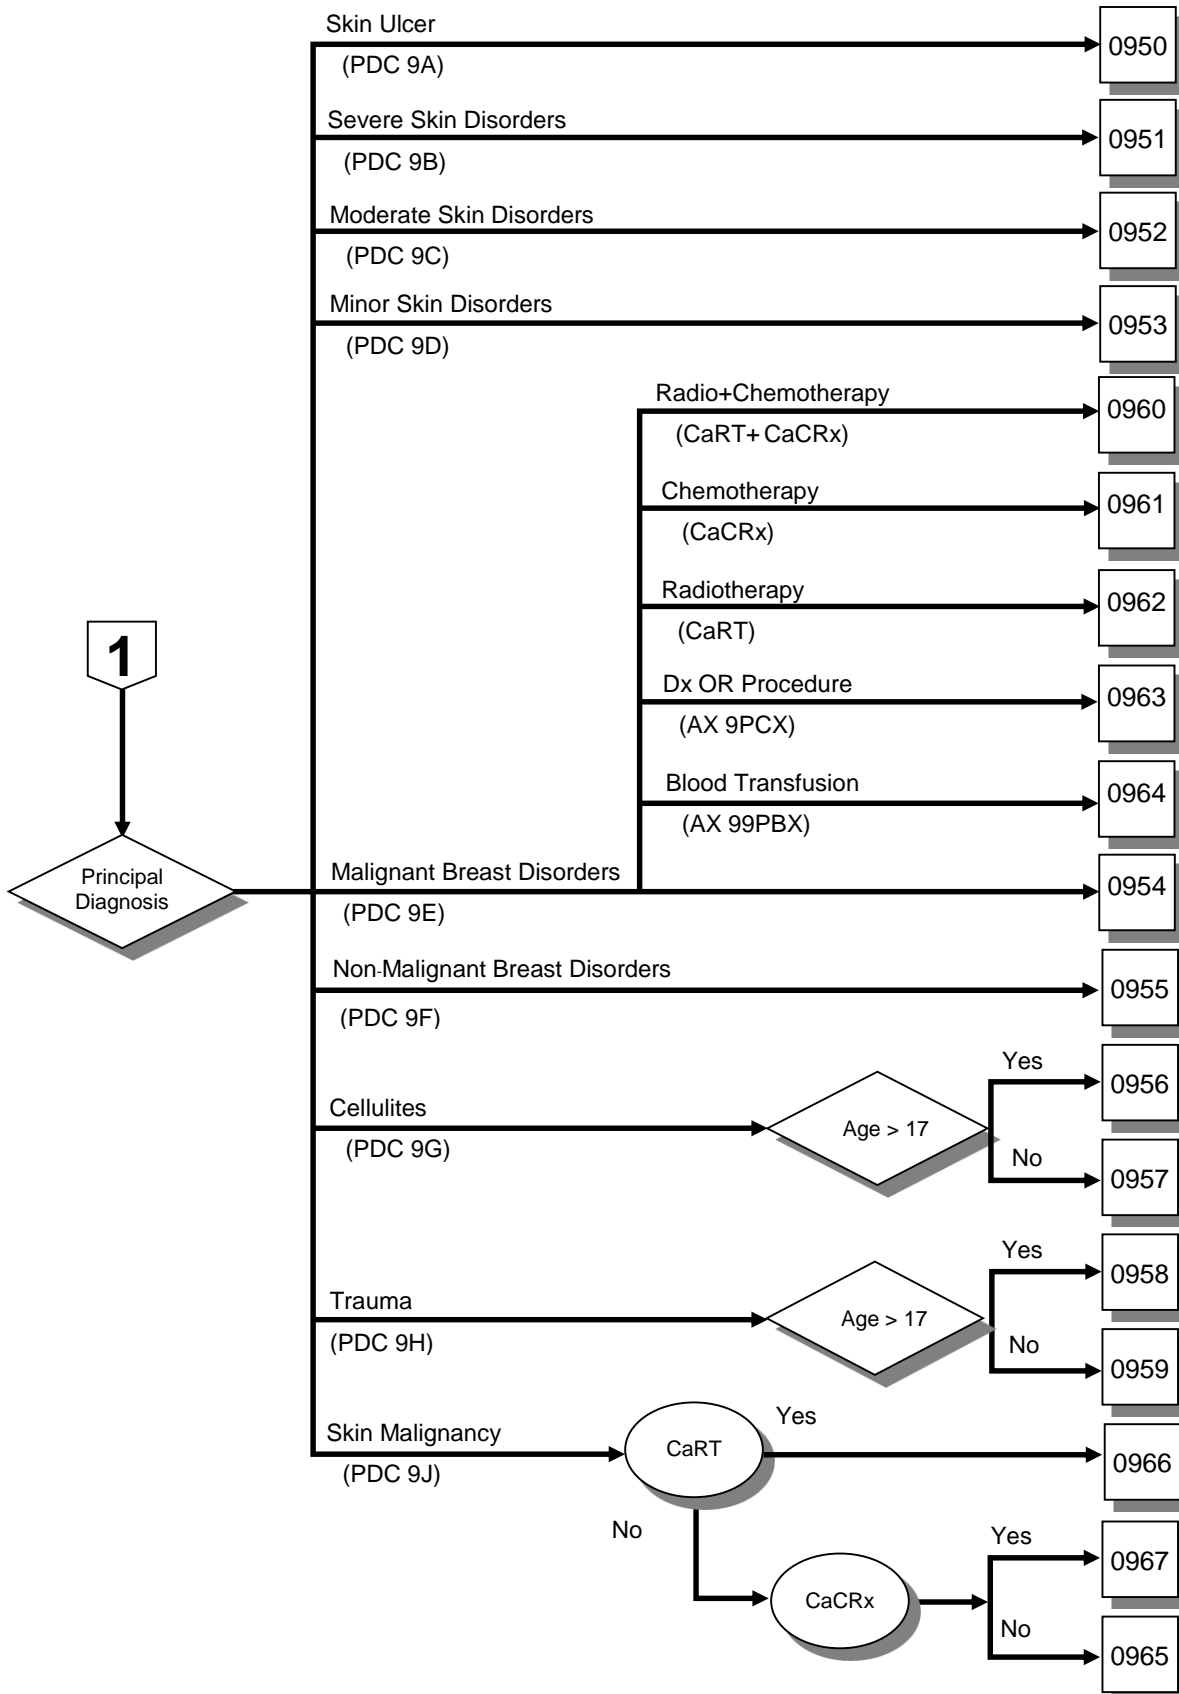 Skin Ulcer
(PDC 9A)
0950
Severe Skin Disorders
(PDC 9B)
0951
Moderate Skin Disorders
(PDC 9C)
0952
Minor Skin Disorders
(PDC 9D)
0953
Radio+Chemotherapy
(CaRT+ CaCRx)
0960
Chemotherapy
(CaCRx)
0961
Radiotherapy
(CaRT)
0962
1
Dx OR Procedure
(AX 9PCX)
0963
Blood Transfusion
(AX 99PBX)
0964
Principal
Diagnosis
Malignant Breast Disorders
(PDC 9E)
0954
Non-Malignant Breast Disorders
(PDC 9F)
0955
Cellulites
(PDC 9G)
Age > 17
Yes
0956
No
0957
Trauma
(PDC 9H)
Age > 17
Yes
0958
No
0959
Skin Malignancy
(PDC 9J)
CaRT
Yes
0966
No
CaCRx
Yes
0967
No
0965